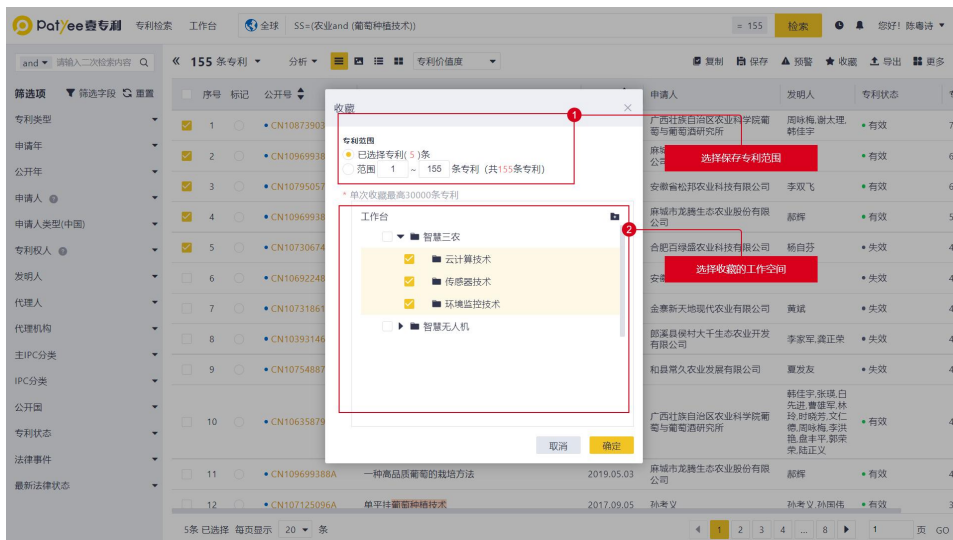 Patyee壹专利 专利检索 工作台 全球 SS=(农业and (葡萄种植技术)) = 155 检索 您好! 陈粤诗
and 请输入二次检索内容 155 条专利 分析 专利价值度 复制 保存 预警 收藏 导出 更多
筛选项 筛选字段 重置
专利类型
申请年
公开年
申请人
申请人类型(中国)
专利权人
发明人
代理人
代理机构
主IPC分类
IPC分类
公开国
专利状态
法律事件
最新法律状态
序号 标记 公开号 申请人 发明人 专利状态
1 CN10873903 广西壮族自治区农业科学院葡萄与葡萄酒研究所 周咏梅,谢太理,韩佳宇 有效
2 CN10969938 有效
3 CN10795057 安徽省松邦农业科技有限公司 李双飞 有效
4 CN10969938 麻城市龙腾生态农业股份有限公司 郝辉 有效
5 CN10730674 合肥百绿盛农业科技有限公司 杨自芬 失效
6 CN10692248 失效
7 CN10731861 金寨新天地现代农业有限公司 黄斌 失效
8 CN10393146 郎溪县侯村大千生态农业开发有限公司 李家军,龚正荣 失效
9 CN10754887 和县常久农业发展有限公司 夏发友 失效
10 CN10635879 广西壮族自治区农业科学院葡萄与葡萄酒研究所 韩佳宇,张瑛,白先进,曹雄军,林玲,时晓芳,文仁德,周咏梅,李洪艳,盘丰平,郭荣荣,陆正义 有效
11 CN109699388A 一种高品质葡萄的栽培方法 2019.05.03 麻城市龙腾生态农业股份有限公司 郝辉 有效
12 CN107125096A 单平挂葡萄种植技术 2017.09.05 孙考义 孙考义,孙国伟 有效
收藏
专利范围
已选择专利( 5 )条
范围 1 ~ 155 条专利 (共155条专利)
* 单次收藏最高30000条专利
工作台
智慧三农
云计算技术
传感器技术
环境监控技术
智慧无人机
取消 确定
1
选择保存专利范围
2
选择收藏的工作空间
5条 已选择 每页显示 20 条 1 2 3 4 ... 8 1 页 GO